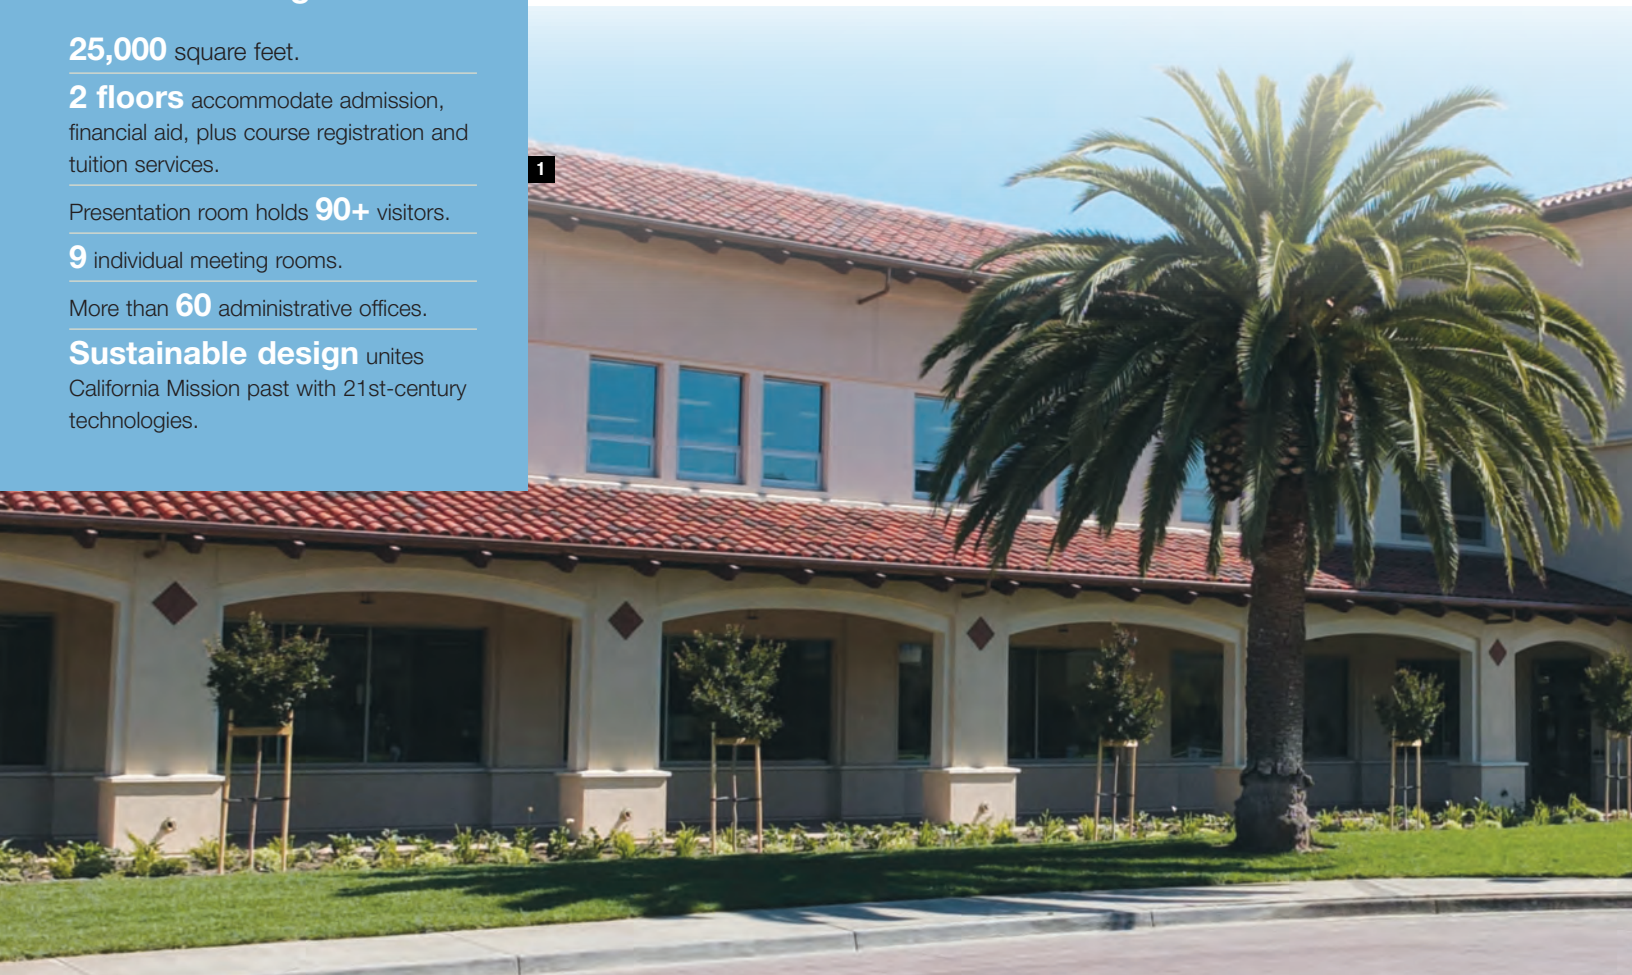 25,000 square feet.
2 floors accommodate admission,
financial aid, plus course registration and
tuition services.
Presentation room holds 90+ visitors.
9 individual meeting rooms.
More than 60 administrative offices.
Sustainable design unites
California Mission past with 21st-century
technologies.
1